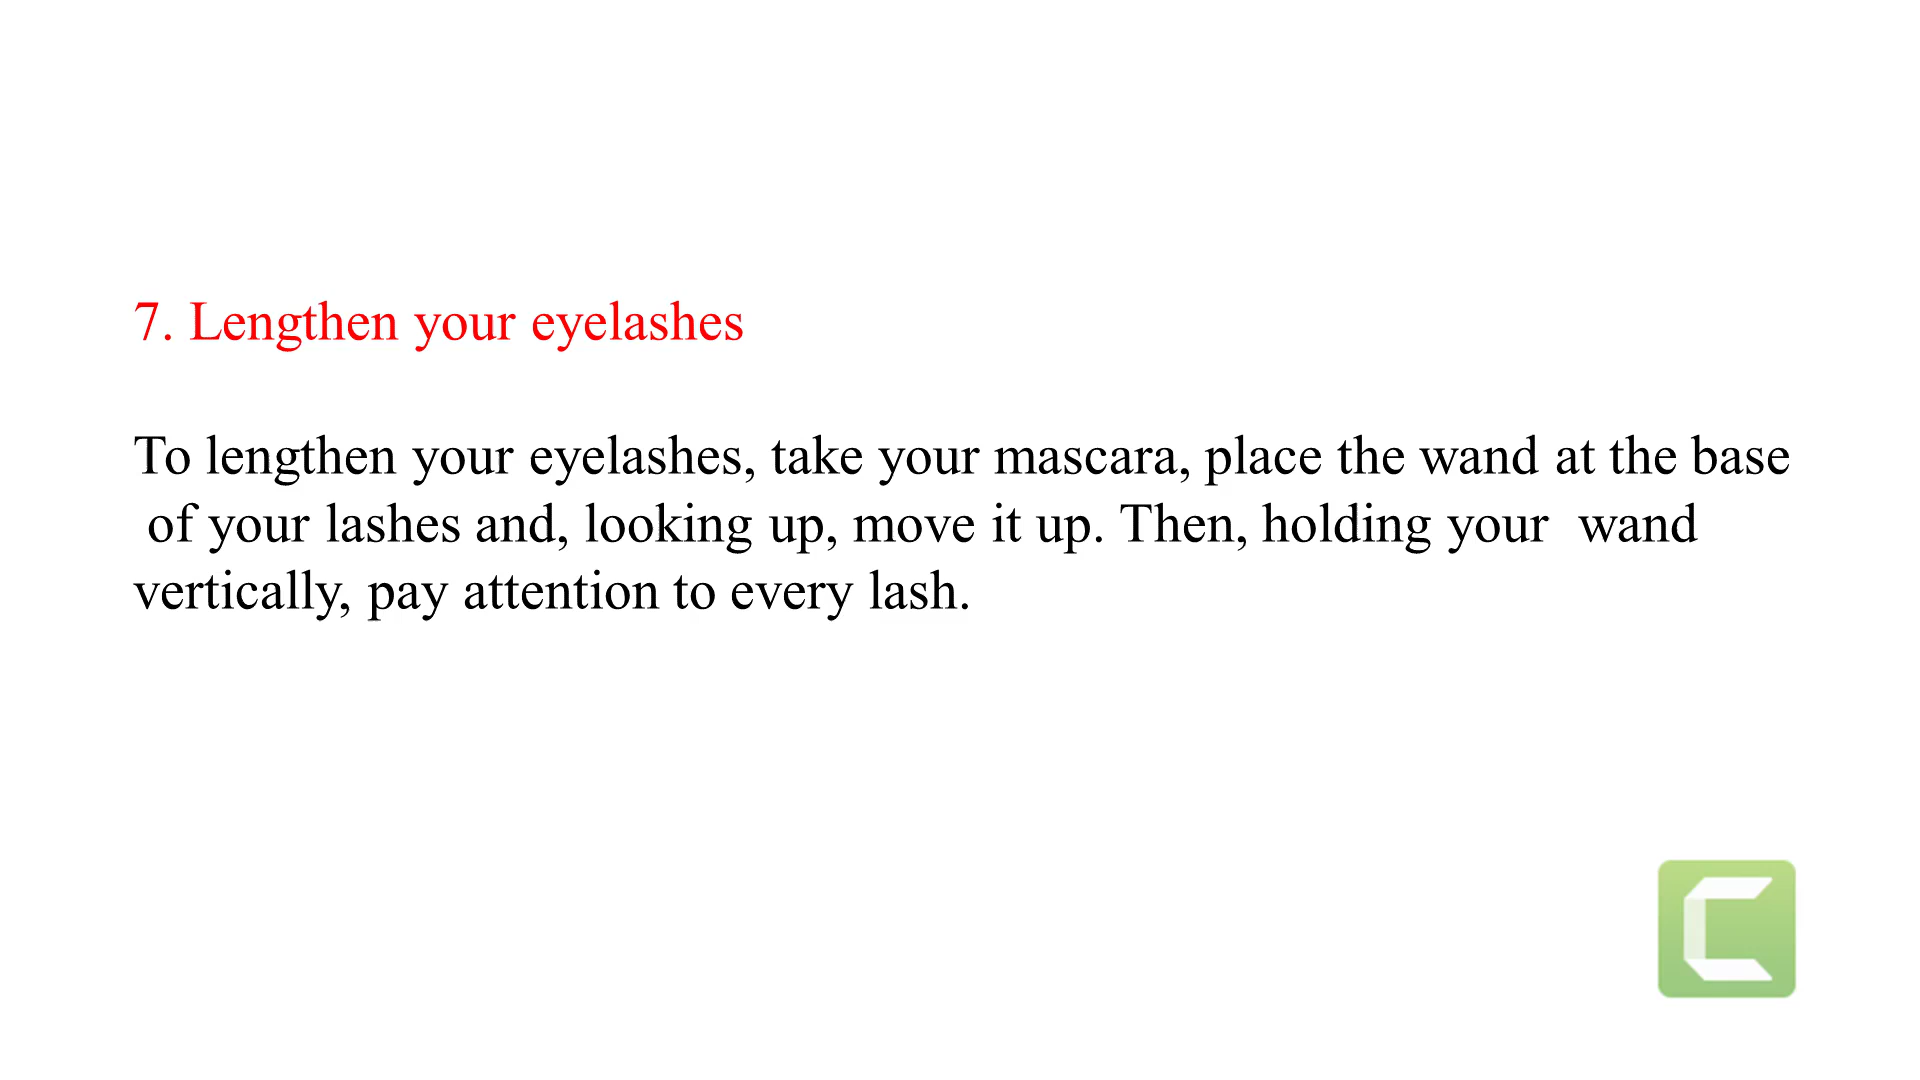 7. Lengthen your eyelashes
To lengthen your eyelashes, take your mascara, place the wand at the base
of your lashes and, looking up, move it up. Then, holding your  wand
vertically, pay attention to every lash.